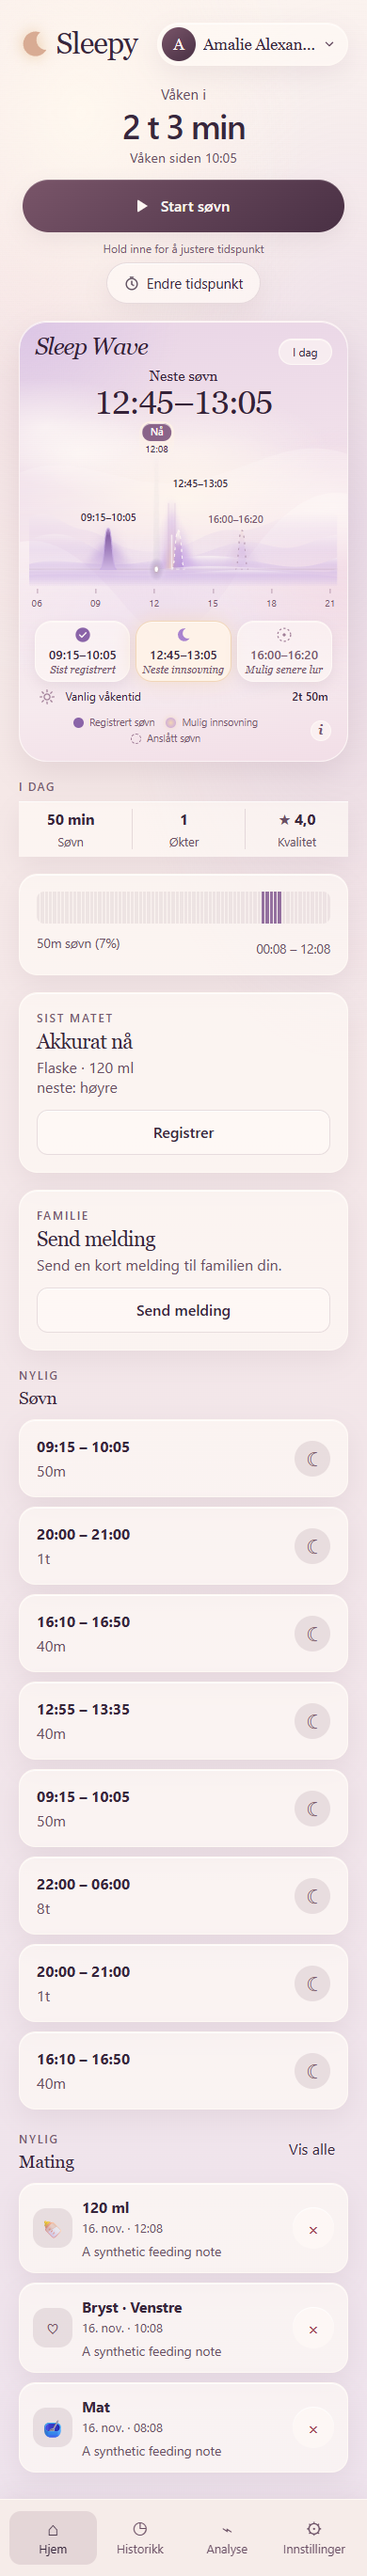 Sleepy
A
Amalie Alexan...
Våken i
2 t 3 min
Våken siden 10:05
Start søvn
Hold inne for å justere tidspunkt
Endre tidspunkt
Sleep Wave
I dag
Neste søvn
12:45–13:05
Nå
12:08
12:45–13:05
09:15–10:05
16:00–16:20
06 09 12 15 18 21
09:15–10:05
Sist registrert
12:45–13:05
Neste innsovning
16:00–16:20
Mulig senere lur
Vanlig våkentid
2t 50m
Registrert søvn
Mulig innsovning
Anslått søvn
i
I DAG
50 min
Søvn
1
Økter
★ 4,0
Kvalitet
50m søvn (7%)
00:08 – 12:08
SIST MATET
Akkurat nå
Flaske · 120 ml
neste: høyre
Registrer
FAMILIE
Send melding
Send en kort melding til familien din.
Send melding
NYLIG
Søvn
09:15 – 10:05
50m
20:00 – 21:00
1t
16:10 – 16:50
40m
12:55 – 13:35
40m
09:15 – 10:05
50m
22:00 – 06:00
8t
20:00 – 21:00
1t
16:10 – 16:50
40m
NYLIG
Mating
Vis alle
120 ml
16. nov. · 12:08
A synthetic feeding note
×
Bryst · Venstre
16. nov. · 10:08
A synthetic feeding note
×
Mat
16. nov. · 08:08
A synthetic feeding note
×
Hjem
Historikk
Analyse
Innstillinger